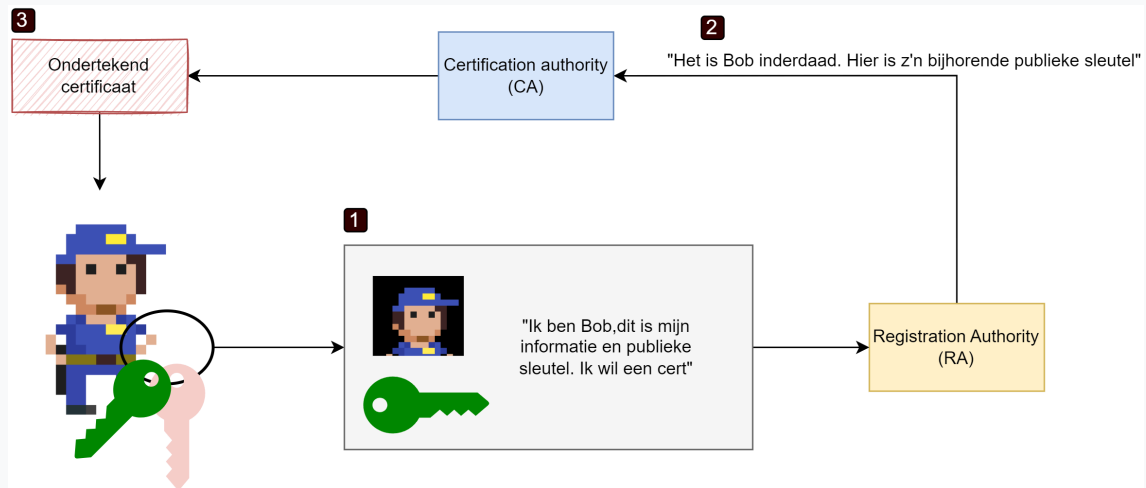 3
Ondertekend
certificaat
Certification authority
(CA)
2
"Het is Bob inderdaad. Hier is z'n bijhorende publieke sleutel"
1
"Ik ben Bob,dit is mijn
informatie en publieke
sleutel. Ik wil een cert"
Registration Authority
(RA)